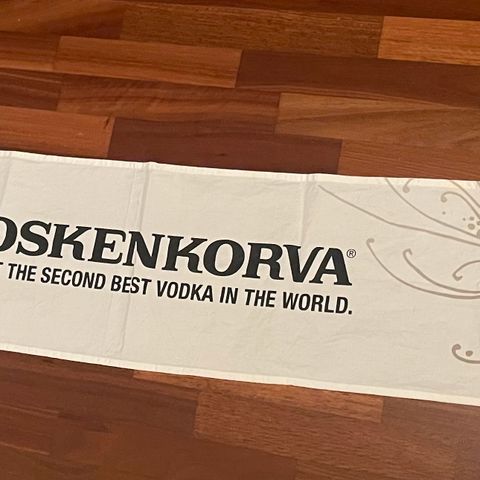 OSKENKORVA®
THE SECOND BEST VODKA IN THE WORLD.